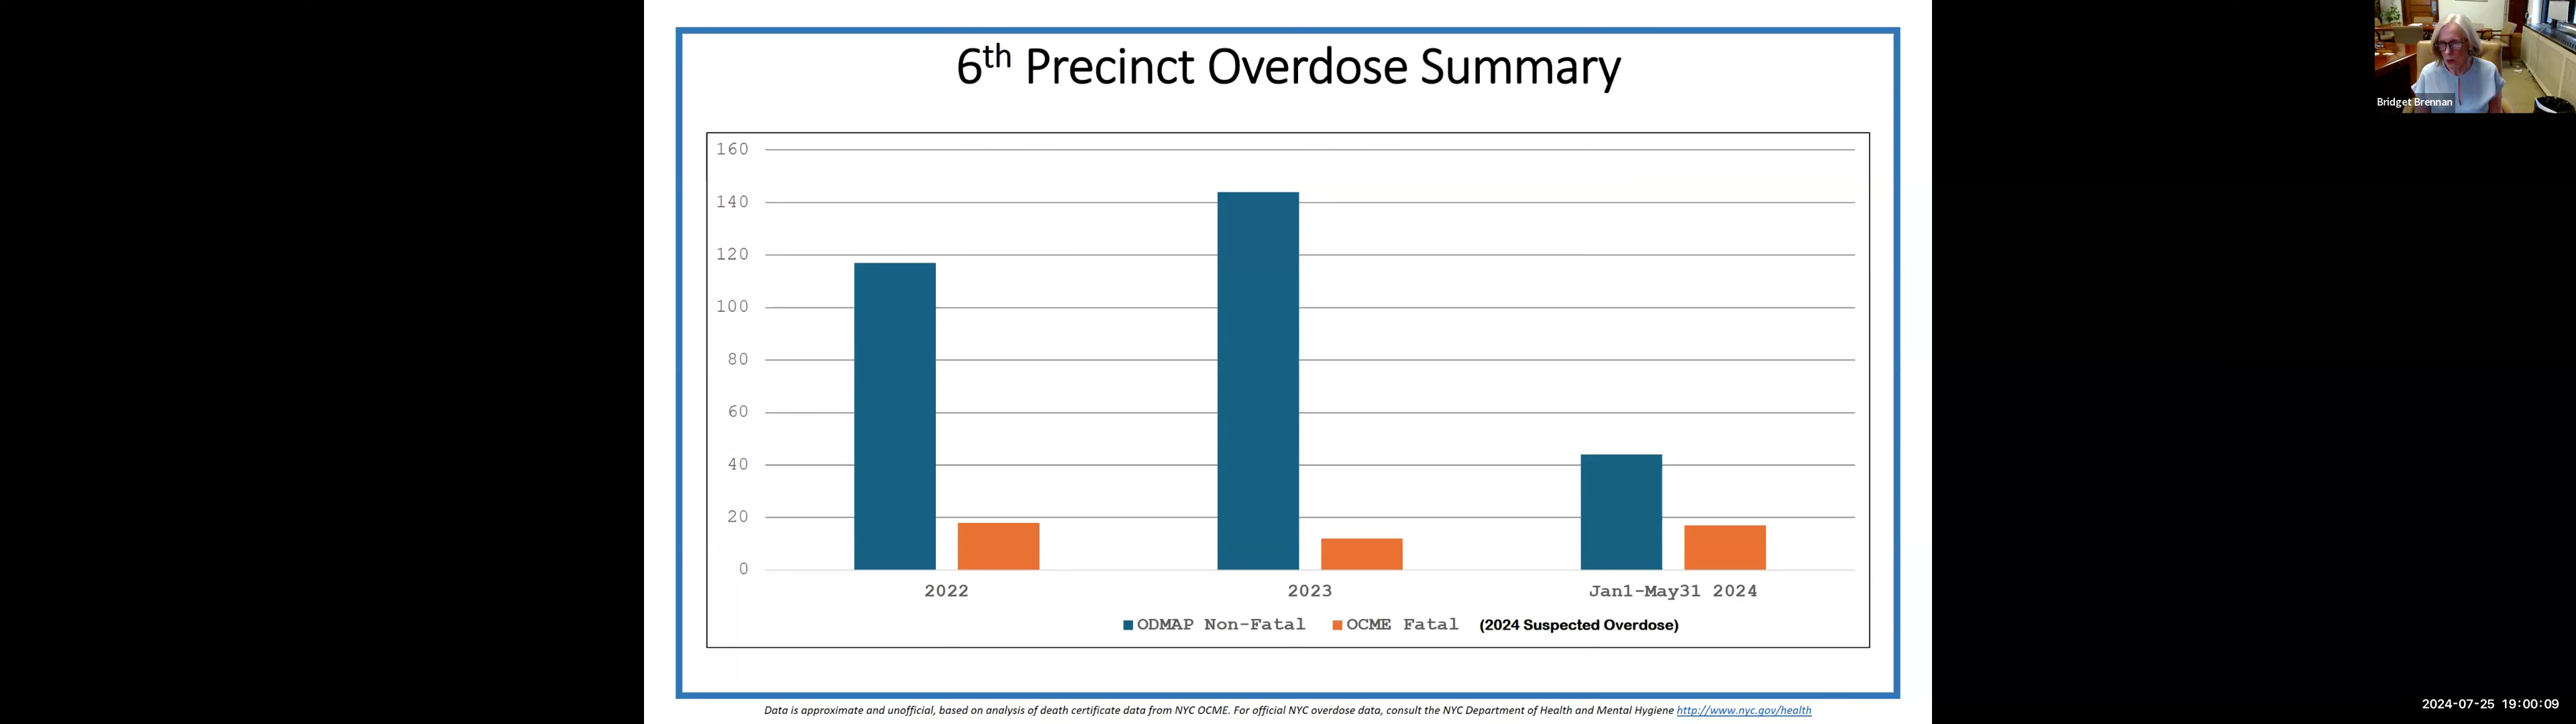 6th Precinct Overdose Summary
Bridget Brennan
160
140
120
100
80
60
40
20
0
2022 2023 Jan1-May31 2024
ODMAP Non-Fatal OCME Fatal (2024 Suspected Overdose)
Data is approximate and unofficial, based on analysis of death certificate data from NYC OCME. For official NYC overdose data, consult the NYC Department of Health and Mental Hygiene http://www.nyc.gov/health
2024-07-25 19:00:09